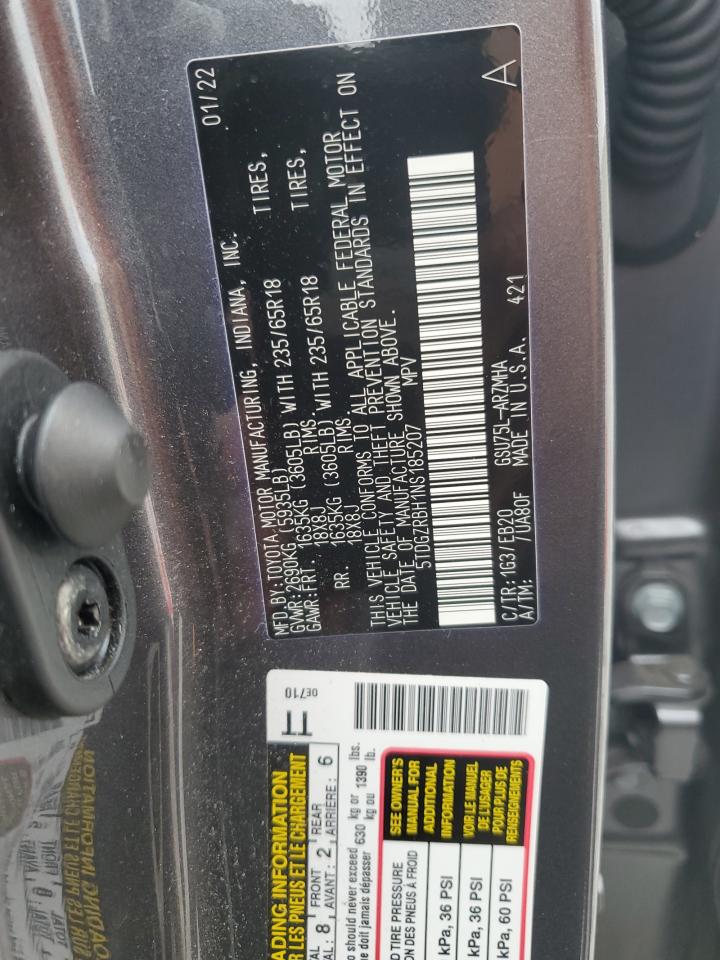 MFD BY: TOYOTA MOTOR MANUFACTURING, INDIANA, INC. 01/22
GVWR:2690KG (5935LB)
GAWR:FRT. 1635KG (3605LB) WITH 235/65R18 TIRES,
18X8J RIMS
RR. 1635KG (3605LB) WITH 235/65R18 TIRES,
18X8J RIMS
THIS VEHICLE CONFORMS TO ALL APPLICABLE FEDERAL MOTOR
VEHICLE SAFETY AND THEFT PREVENTION STANDARDS IN EFFECT ON
THE DATE OF MANUFACTURE SHOWN ABOVE.
5TDGZRBH1NS185207 MPV
C/TR:1G3/EB20 GSU75L-ARZMHA A
A/TM: /UA80F MADE IN U.S.A. 421
0E710
ADING INFORMATION
R LES PNEUS ET LE CHARGEMENT
AL: 8 FRONT AVANT: 2 REAR ARRIÈRE: 6
o should never exceed 630 kg or 1390 lbs.
ne doit jamais dépasser kg ou lb.
D TIRE PRESSURE
ON DES PNEUS À FROID
kPa, 36 PSI
kPa, 36 PSI
kPa, 60 PSI
SEE OWNER'S
MANUAL FOR
ADDITIONAL
INFORMATION
VOIR LE MANUEL
DE L'USAGER
POUR PLUS DE
RENSEIGNEMENTS